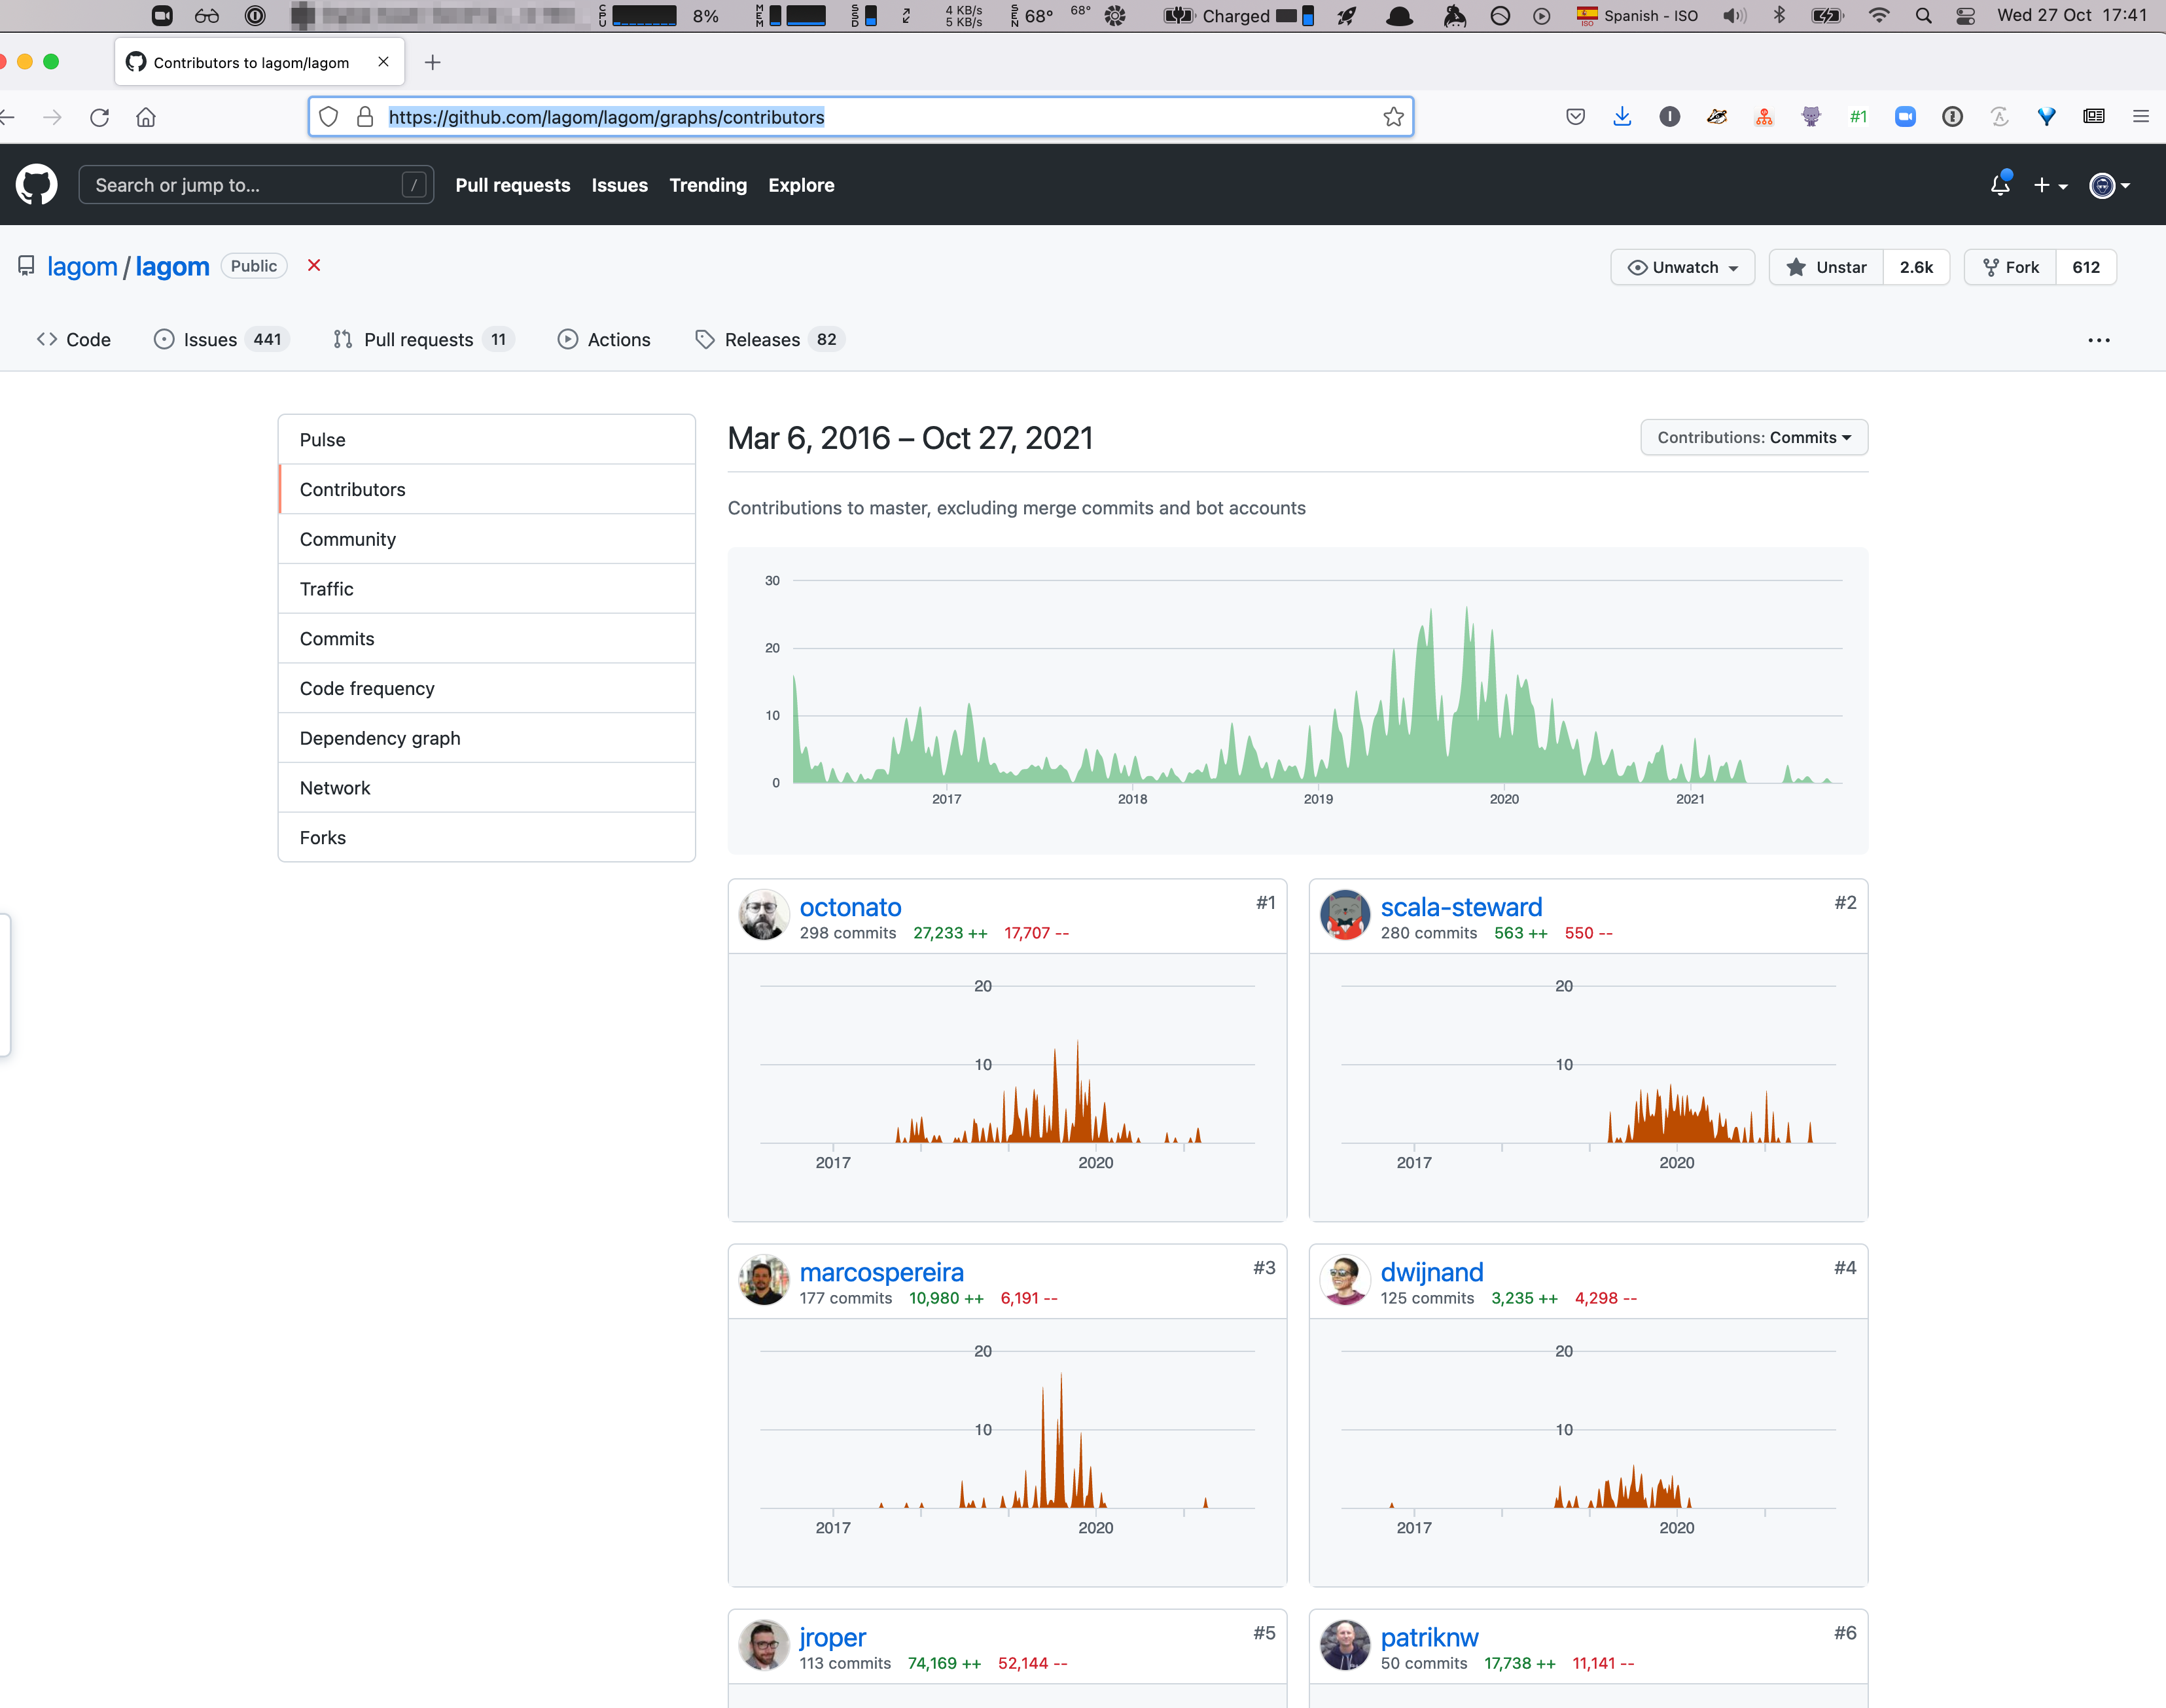 CPU 8% MEM SSD 4 KB/s 5 KB/s SEN 68° 68° Charged ISO Spanish - ISO Wed 27 Oct 17:41
Contributors to lagom/lagom
https://github.com/lagom/lagom/graphs/contributors
#1
Search or jump to... / Pull requests Issues Trending Explore
lagom / lagom Public Unwatch Unstar 2.6k Fork 612
Code Issues 441 Pull requests 11 Actions Releases 82
Pulse
Contributors
Community
Traffic
Commits
Code frequency
Dependency graph
Network
Forks
Mar 6, 2016 – Oct 27, 2021
Contributions: Commits
Contributions to master, excluding merge commits and bot accounts
30
20
10
0
2017 2018 2019 2020 2021
octonato #1
298 commits 27,233 ++ 17,707 --
20
10
2017 2020
scala-steward #2
280 commits 563 ++ 550 --
20
10
2017 2020
marcospereira #3
177 commits 10,980 ++ 6,191 --
20
10
2017 2020
dwijnand #4
125 commits 3,235 ++ 4,298 --
20
10
2017 2020
jroper #5
113 commits 74,169 ++ 52,144 --
patriknw #6
50 commits 17,738 ++ 11,141 --